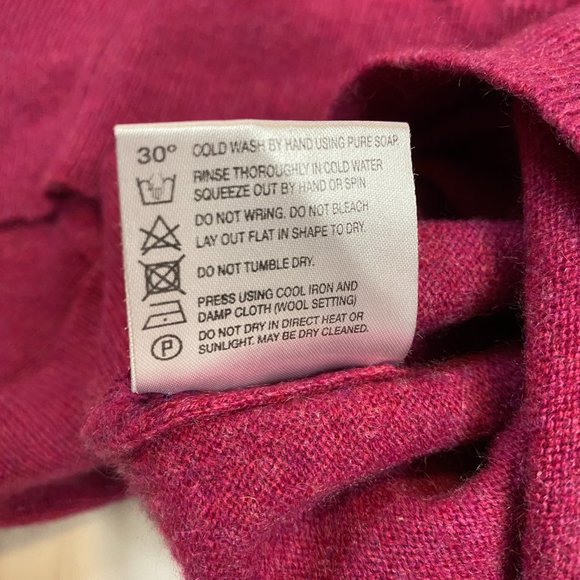 30° COLD WASH BY HAND USING PURE SOAP.
RINSE THOROUGHLY IN COLD WATER
SQUEEZE OUT BY HAND OR SPIN
DO NOT WRING. DO NOT BLEACH
LAY OUT FLAT IN SHAPE TO DRY.
DO NOT TUMBLE DRY.
PRESS USING COOL IRON AND
DAMP CLOTH (WOOL SETTING)
DO NOT DRY IN DIRECT HEAT OR
P SUNLIGHT. MAY BE DRY CLEANED.